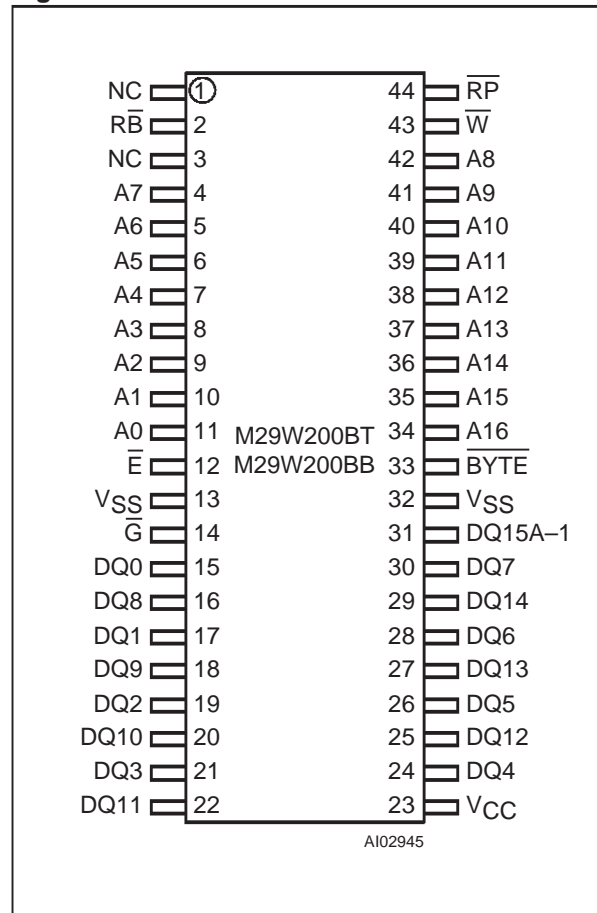 NC 1 44 R̅P̅
RB̅ 2 43 W̅
NC 3 42 A8
A7 4 41 A9
A6 5 40 A10
A5 6 39 A11
A4 7 38 A12
A3 8 37 A13
A2 9 36 A14
A1 10 35 A15
A0 11 M29W200BT 34 A16
E̅ 12 M29W200BB 33 B̅Y̅T̅E̅
VSS 13 32 VSS
G̅ 14 31 DQ15A–1
DQ0 15 30 DQ7
DQ8 16 29 DQ14
DQ1 17 28 DQ6
DQ9 18 27 DQ13
DQ2 19 26 DQ5
DQ10 20 25 DQ12
DQ3 21 24 DQ4
DQ11 22 23 VCC
AI02945